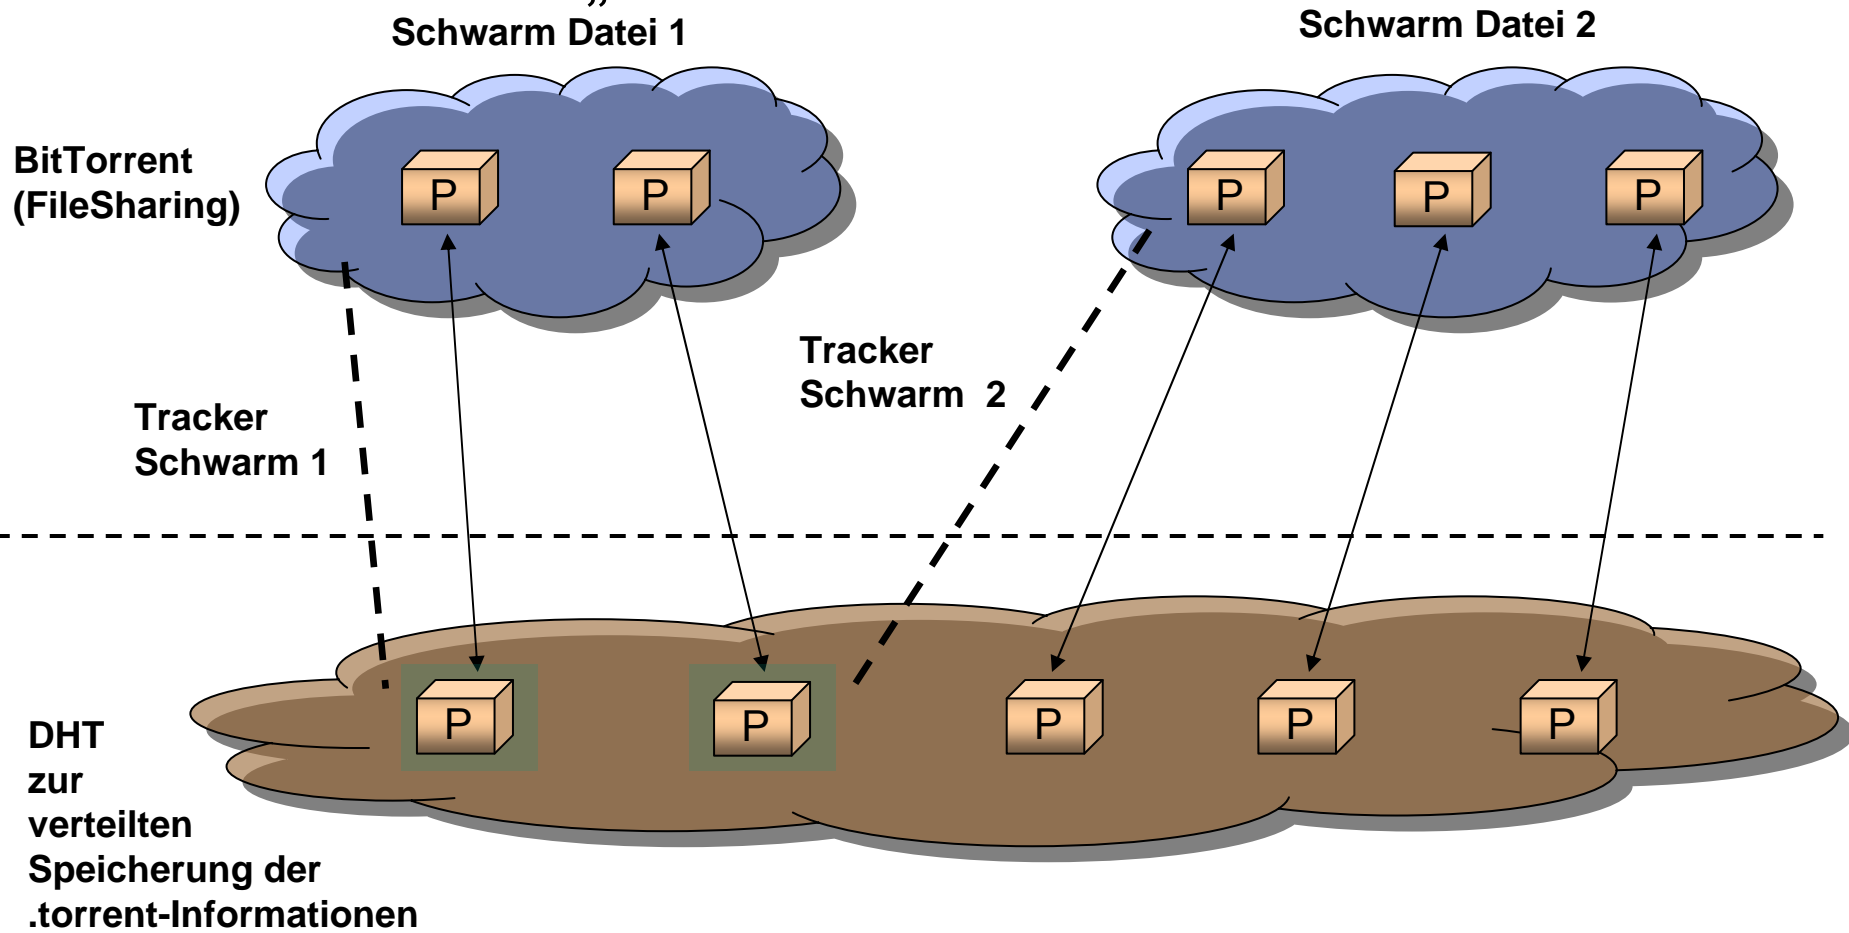 Schwarm Datei 1
Schwarm Datei 2
BitTorrent
(FileSharing)
P
P
P
P
P
Tracker
Schwarm 2
Tracker
Schwarm 1
P
P
P
P
P
DHT
zur
verteilten
Speicherung der
.torrent-Informationen